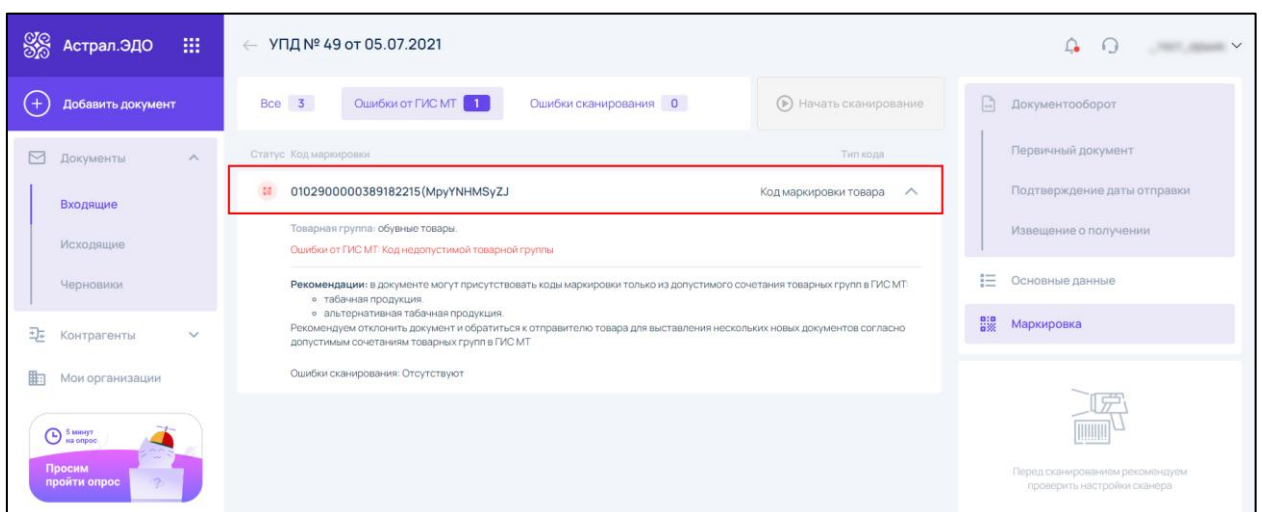 Астрал.ЭДО
Добавить документ
Документы
Входящие
Исходящие
Черновики
Контрагенты
Мои организации
5 минут
на опрос
Просим
пройти опрос
?
← УПД № 49 от 05.07.2021
Все 3 Ошибки от ГИС МТ 1 Ошибки сканирования 0
Начать сканирование
Статус Код маркировки Тип кода
0102900000389182215(MpyYNHMSyZJ Код маркировки товара
Товарная группа: обувные товары.
Ошибки от ГИС МТ: Код недопустимой товарной группы
Рекомендации: в документе могут присутствовать коды маркировки только из допустимого сочетания товарных групп в ГИС МТ:
табачная продукция.
альтернативная табачная продукция.
Рекомендуем отклонить документ и обратиться к отправителю товара для выставления нескольких новых документов согласно
допустимым сочетаниям товарных групп в ГИС МТ
Ошибки сканирования: Отсутствуют
Документооборот
Первичный документ
Подтверждение даты отправки
Извещение о получении
Основные данные
Маркировка
Перед сканированием рекомендуем
проверить настройки сканера